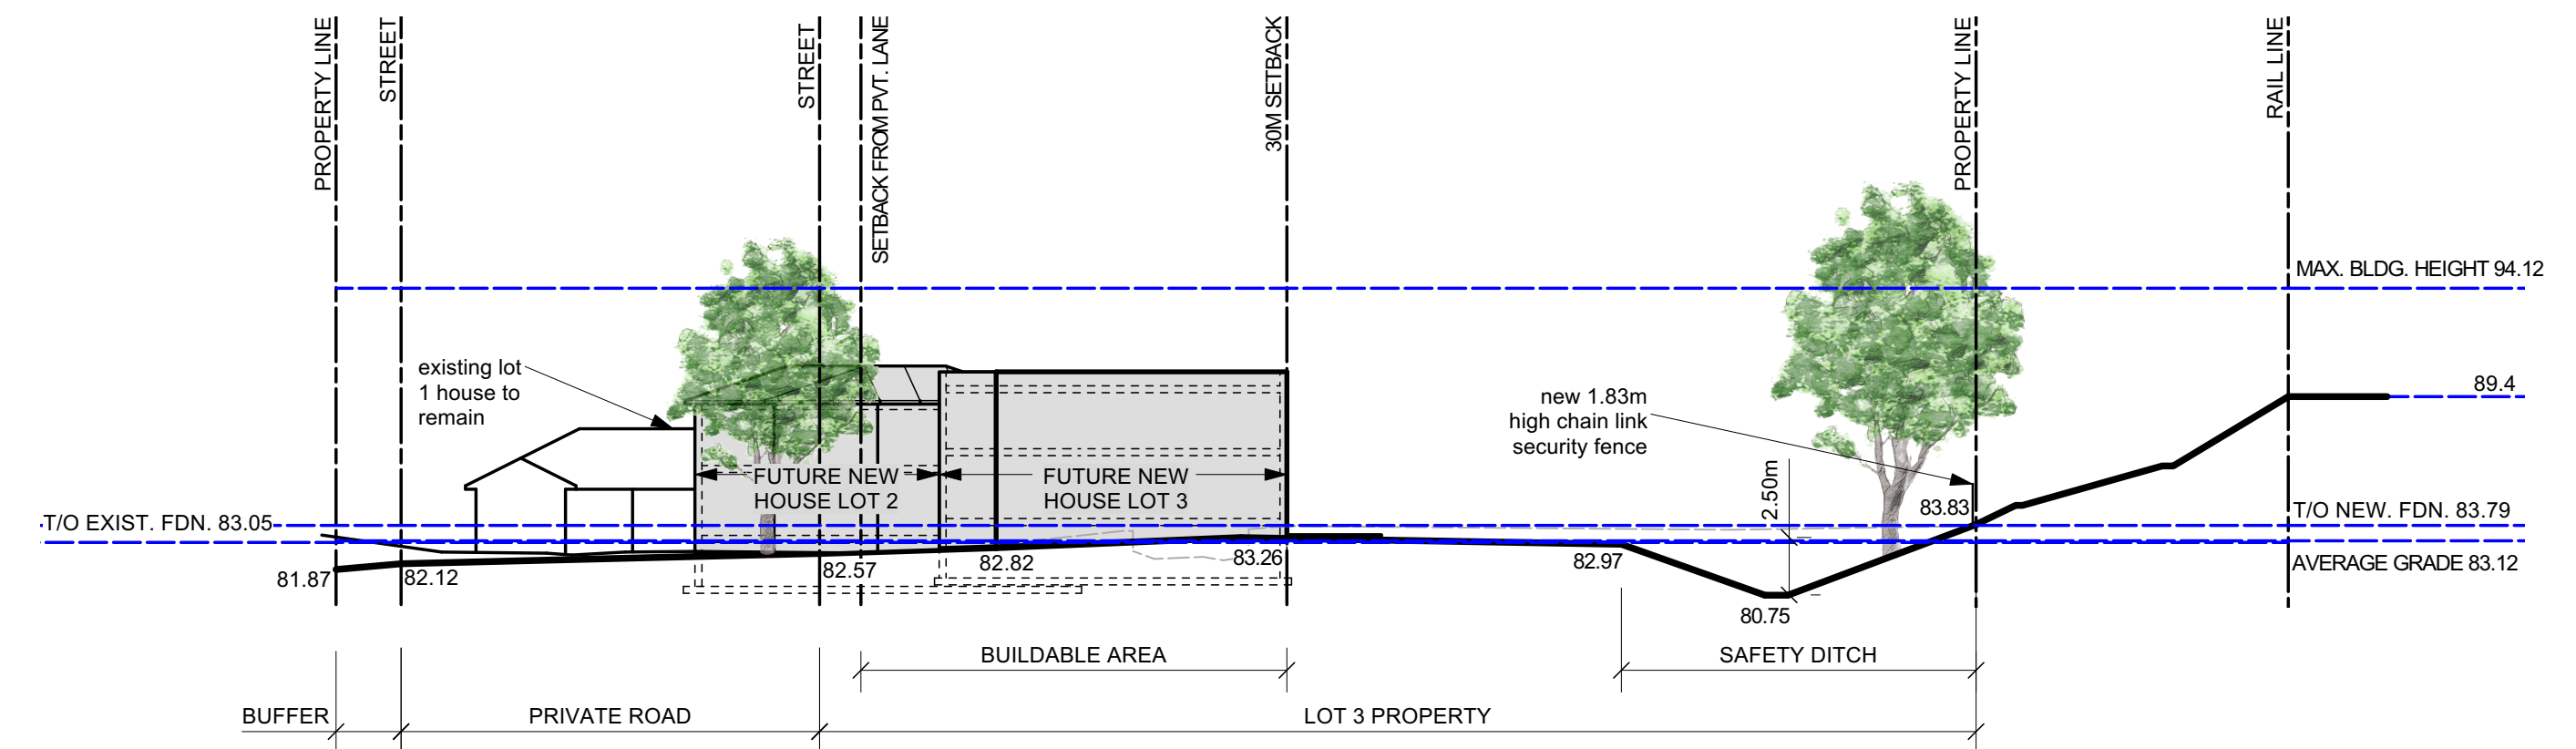 PROPERTY LINE
STREET
STREET
SETBACK FROM PVT. LANE
30M SETBACK
PROPERTY LINE
RAIL LINE
MAX. BLDG. HEIGHT 94.12
existing lot
1 house to
remain
new 1.83m
high chain link
security fence
89.4
FUTURE NEW
HOUSE LOT 2
FUTURE NEW
HOUSE LOT 3
2.50m
83.83
T/O EXIST. FDN. 83.05
T/O NEW. FDN. 83.79
81.87
82.12
82.57
82.82
83.26
82.97
AVERAGE GRADE 83.12
80.75
BUILDABLE AREA
SAFETY DITCH
BUFFER
PRIVATE ROAD
LOT 3 PROPERTY